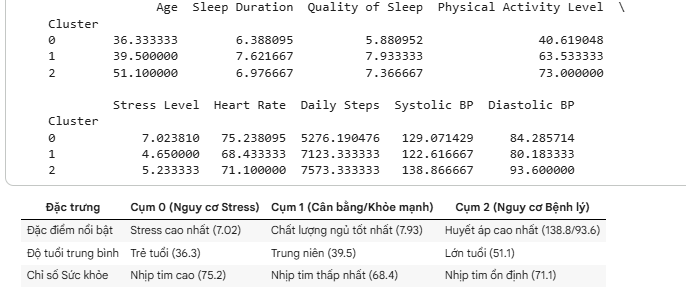 Age Sleep Duration Quality of Sleep Physical Activity Level \
Cluster
0 36.333333 6.388095 5.880952 40.619048
1 39.500000 7.621667 7.933333 63.533333
2 51.100000 6.976667 7.366667 73.000000
Stress Level Heart Rate Daily Steps Systolic BP Diastolic BP
Cluster
0 7.023810 75.238095 5276.190476 129.071429 84.285714
1 4.650000 68.433333 7123.333333 122.616667 80.183333
2 5.233333 71.100000 7573.333333 138.866667 93.600000
Đặc trưng Cụm 0 (Nguy cơ Stress) Cụm 1 (Cân bằng/Khỏe mạnh) Cụm 2 (Nguy cơ Bệnh lý)
Đặc điểm nổi bật Stress cao nhất (7.02) Chất lượng ngủ tốt nhất (7.93) Huyết áp cao nhất (138.8/93.6)
Độ tuổi trung bình Trẻ tuổi (36.3) Trung niên (39.5) Lớn tuổi (51.1)
Chỉ số Sức khỏe Nhịp tim cao (75.2) Nhịp tim thấp nhất (68.4) Nhịp tim ổn định (71.1)